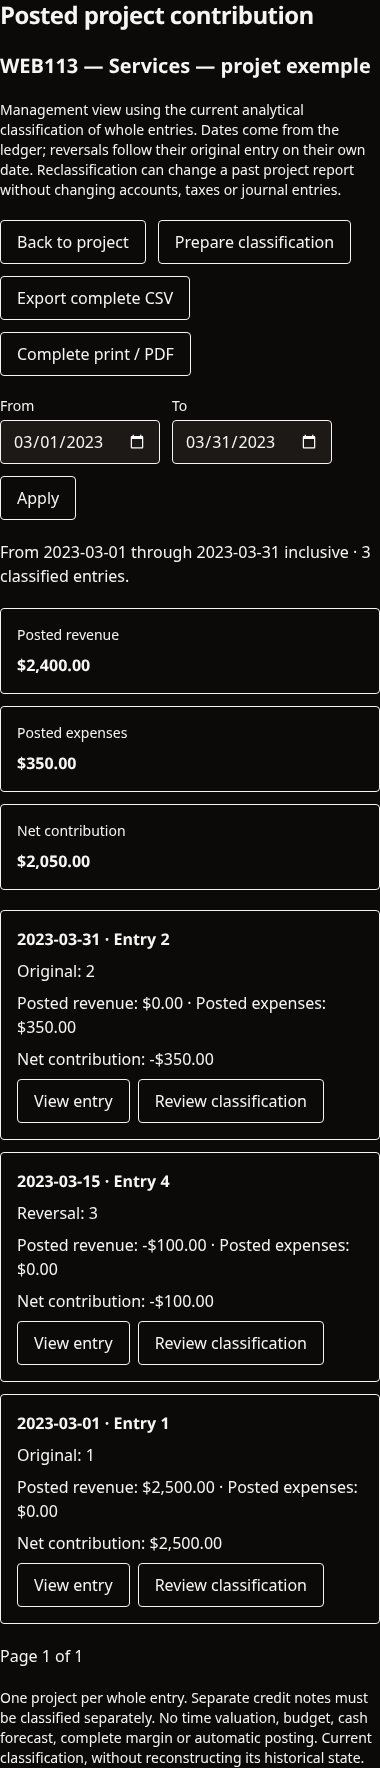 Posted project contribution
WEB113 — Services — projet exemple
Management view using the current analytical
classification of whole entries. Dates come from the
ledger; reversals follow their original entry on their own
date. Reclassification can change a past project report
without changing accounts, taxes or journal entries.
Back to project
Prepare classification
Export complete CSV
Complete print / PDF
From
To
03/01/2023
03/31/2023
Apply
From 2023-03-01 through 2023-03-31 inclusive · 3
classified entries.
Posted revenue
$2,400.00
Posted expenses
$350.00
Net contribution
$2,050.00
2023-03-31 · Entry 2
Original: 2
Posted revenue: $0.00 · Posted expenses:
$350.00
Net contribution: -$350.00
View entry
Review classification
2023-03-15 · Entry 4
Reversal: 3
Posted revenue: -$100.00 · Posted expenses:
$0.00
Net contribution: -$100.00
View entry
Review classification
2023-03-01 · Entry 1
Original: 1
Posted revenue: $2,500.00 · Posted expenses:
$0.00
Net contribution: $2,500.00
View entry
Review classification
Page 1 of 1
One project per whole entry. Separate credit notes must
be classified separately. No time valuation, budget, cash
forecast, complete margin or automatic posting. Current
classification, without reconstructing its historical state.